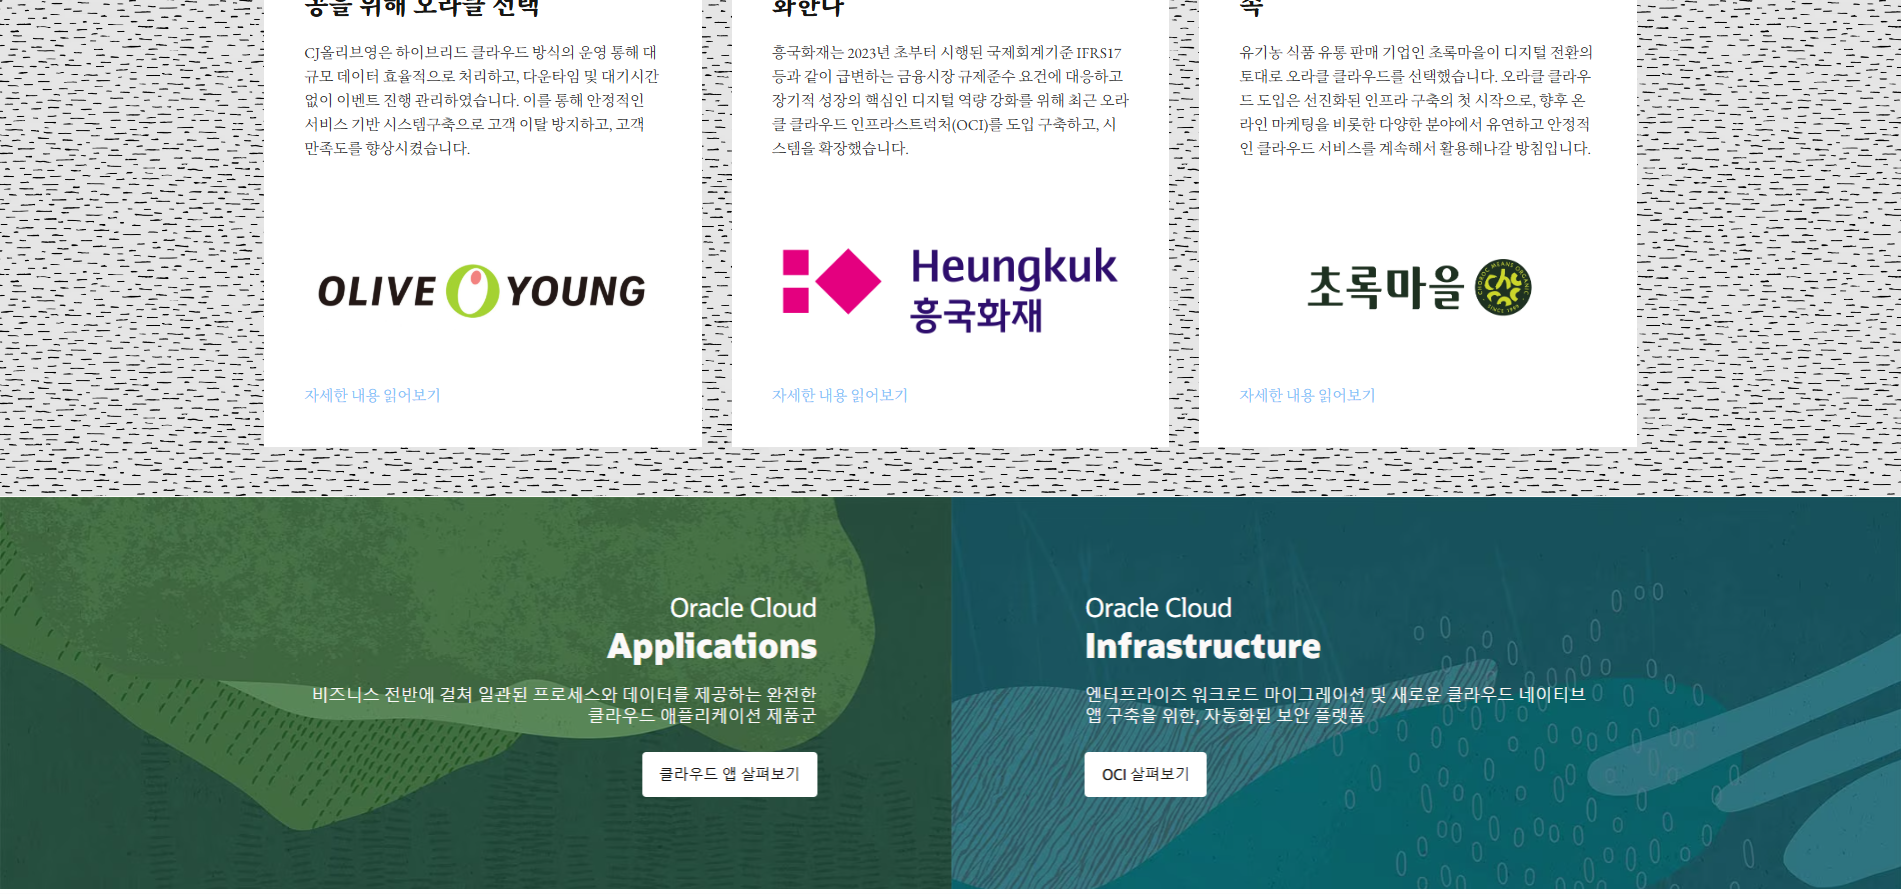 공을 위해 오라클 선택
CJ올리브영은 하이브리드 클라우드 방식의 운영 통해 대
규모 데이터 효율적으로 처리하고, 다운타임 및 대기시간
없이 이벤트 진행 관리하였습니다. 이를 통해 안정적인
서비스 기반 시스템구축으로 고객 이탈 방지하고, 고객
만족도를 향상시켰습니다.
OLIVE YOUNG
자세한 내용 읽어보기
화한다
흥국화재는 2023년 초부터 시행된 국제회계기준 IFRS17
등과 같이 급변하는 금융시장 규제준수 요건에 대응하고
장기적 성장의 핵심인 디지털 역량 강화를 위해 최근 오라
클 클라우드 인프라스트럭처(OCI)를 도입 구축하고, 시
스템을 확장했습니다.
Heungkuk
흥국화재
자세한 내용 읽어보기
속
유기농 식품 유통 판매 기업인 초록마을이 디지털 전환의
토대로 오라클 클라우드를 선택했습니다. 오라클 클라우
드 도입은 선진화된 인프라 구축의 첫 시작으로, 향후 온
라인 마케팅을 비롯한 다양한 분야에서 유연하고 안정적
인 클라우드 서비스를 계속해서 활용해나갈 방침입니다.
초록마을
CHOROC MEANS ORGANIC
SINCE 1999
자세한 내용 읽어보기
Oracle Cloud
Applications
비즈니스 전반에 걸쳐 일관된 프로세스와 데이터를 제공하는 완전한
클라우드 애플리케이션 제품군
클라우드 앱 살펴보기
Oracle Cloud
Infrastructure
엔터프라이즈 워크로드 마이그레이션 및 새로운 클라우드 네이티브
앱 구축을 위한, 자동화된 보안 플랫폼
OCI 살펴보기